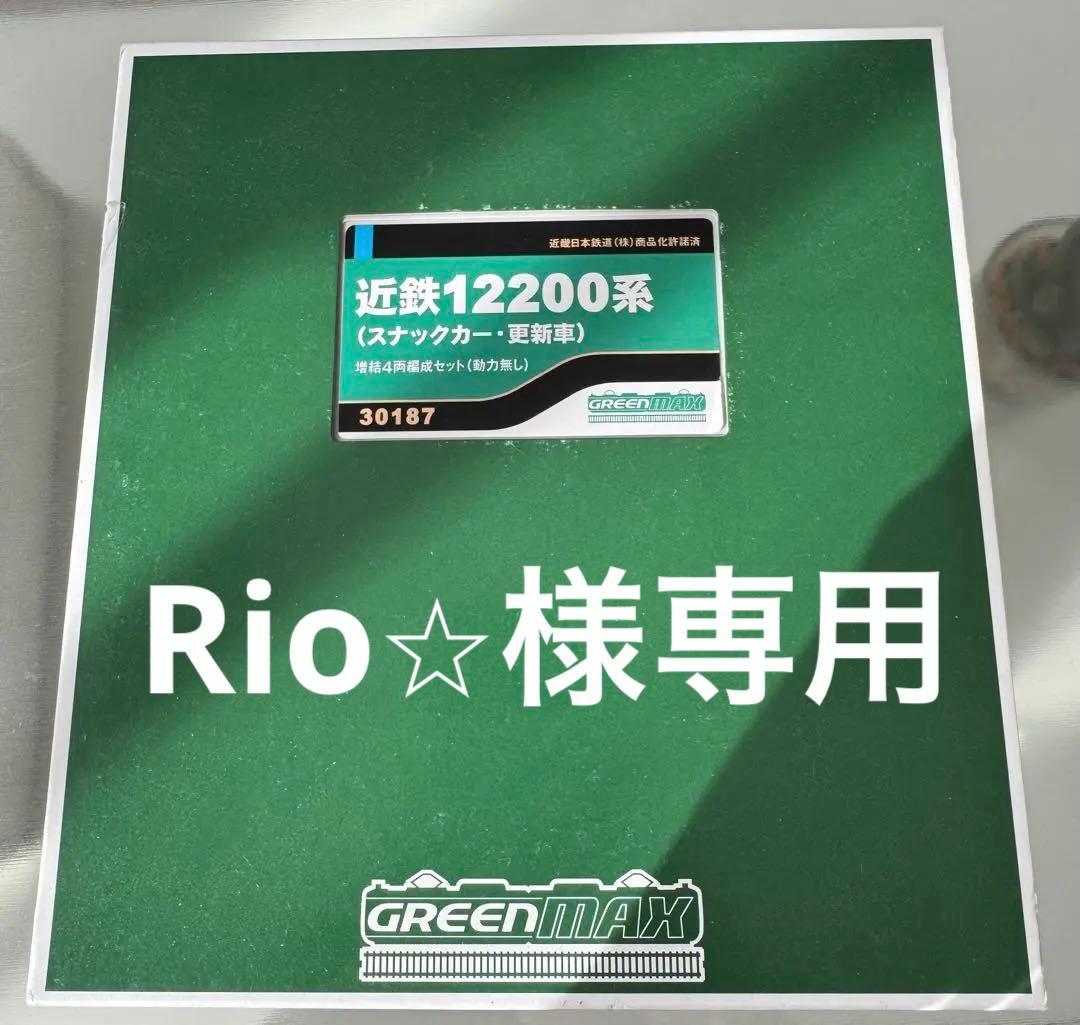 近畿日本鉄道(株)商品化許諾済
近鉄12200系
(スナックカー・更新車)
増結4両編成セット(動力無し)
30187
GREENMAX
Rio☆様専用
GREENMAX